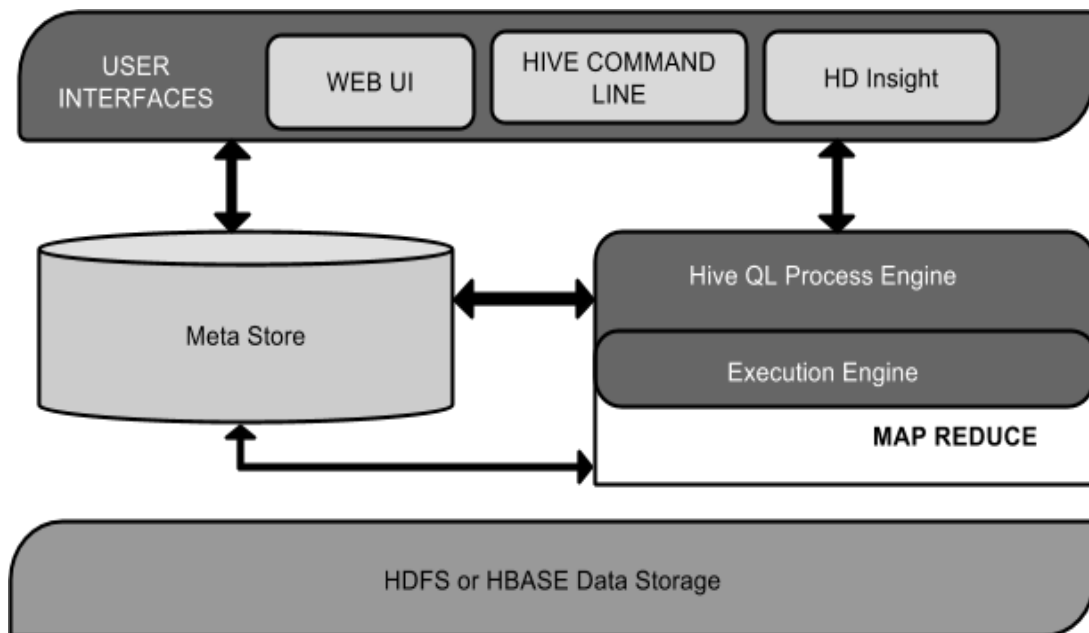 USER
INTERFACES
WEB UI
HIVE COMMAND
LINE
HD Insight
Meta Store
Hive QL Process Engine
Execution Engine
MAP REDUCE
HDFS or HBASE Data Storage